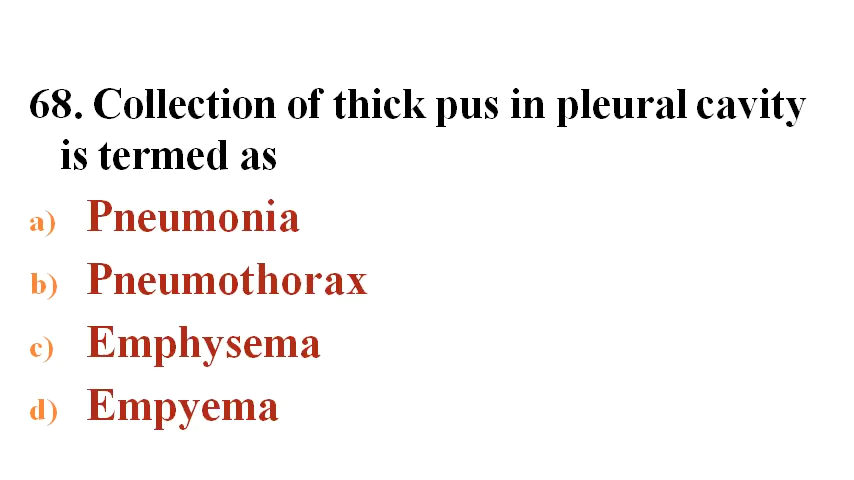 68. Collection of thick pus in pleural cavity
is termed as
a) Pneumonia
b) Pneumothorax
c) Emphysema
d) Empyema